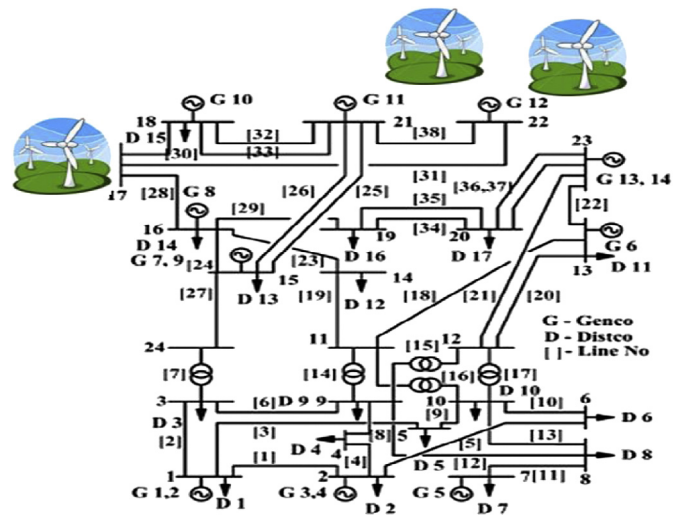 G 10 G 11 G 12
18 21 22 23
D 15 [32] [38]
[30] [33]
[31] G 13, 14
17 [28] G 8 [26] [25] [35] [36,37]
[29] [22]
16 19 [34] 20 G 6
D 14 D 16 D 17
G 7, 9 [24] [23] 13 D 11
15 14
D 13 D 12
[27] [19] [18] [21] [20]
G - Genco
D - Distco
[ ] - Line No
24 11 12
[15]
[7] [14] [16] [17]
D 10
3 [6] D 9 9 10 [10] 6
D 3 [9] D 6
[2] [3] [8] 5
D 4 4 [5] [13]
[1] [4] D 5 [12] D 8
1 2 7 [11] 8
G 1,2 D 1 G 3,4 D 2 G 5 D 7